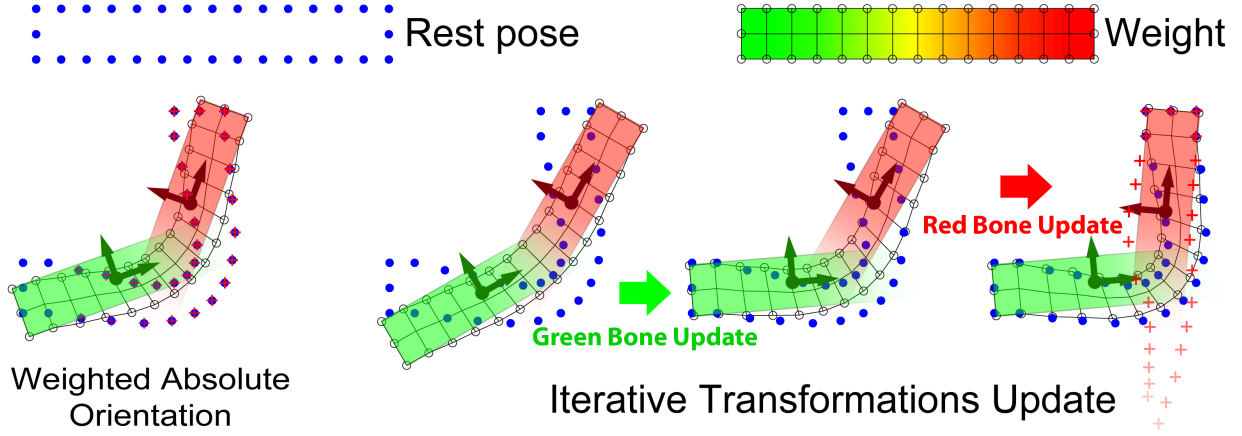 Rest pose
Weight
Red Bone Update
Green Bone Update
Weighted Absolute
Orientation
Iterative Transformations Update